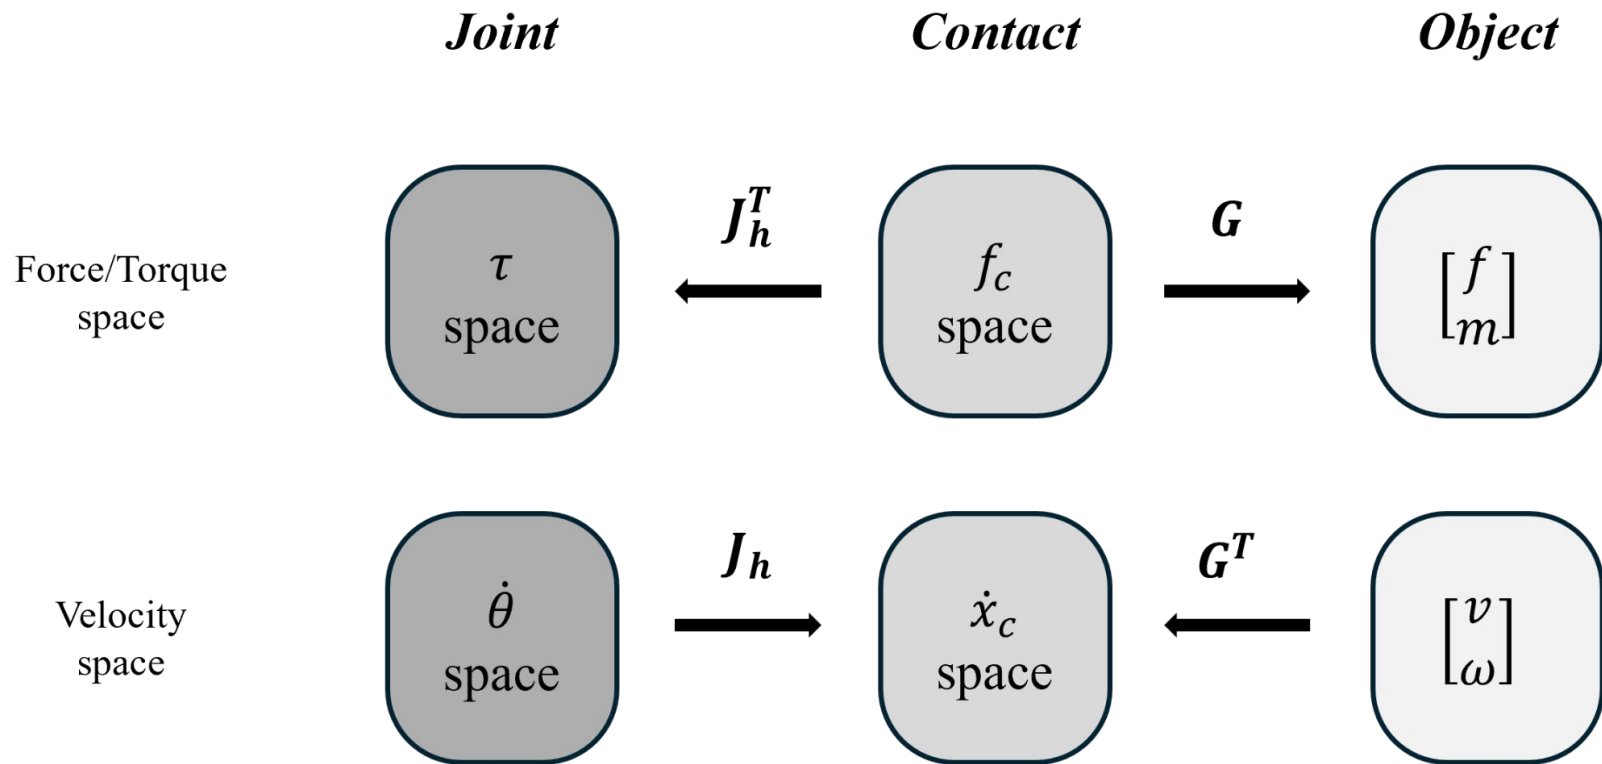 Joint Contact Object
J_h^T G
Force/Torque space
τ space
f_c space
[f m]
J_h G^T
Velocity space
θ̇ space
ẋ_c space
[v ω]